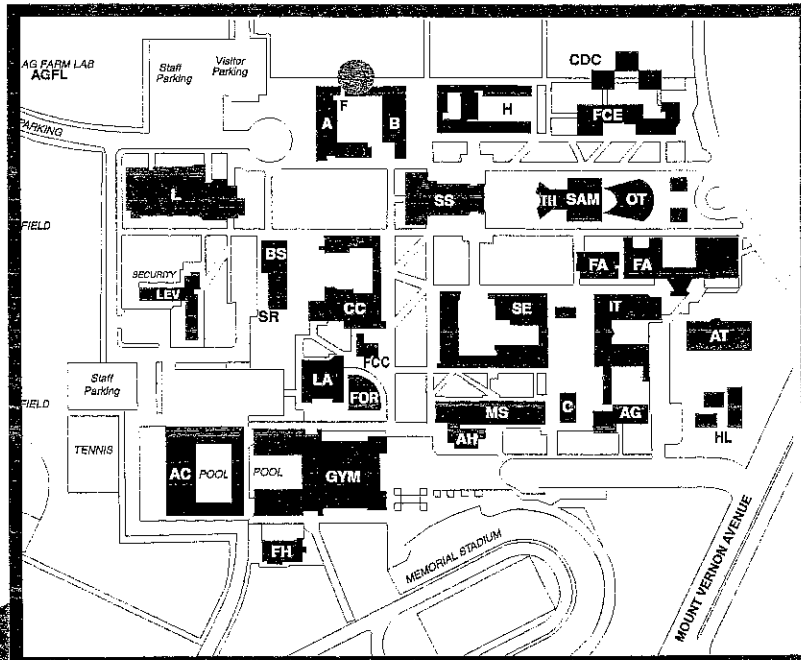 AG FARM LAB
AGFL
Staff
Parking
Visitor
Parking
CDC
PARKING
F
A
B
H
FCE
L
SS
TH
SAM
OT
FIELD
BS
SECURITY
LEV
SR
CC
FA
FA
SE
IT
AT
FCC
LA
FOR
Staff
Parking
FIELD
MS
C
AG
HL
AH
TENNIS
AC
POOL
POOL
GYM
FH
MEMORIAL STADIUM
MOUNT VERNON AVENUE